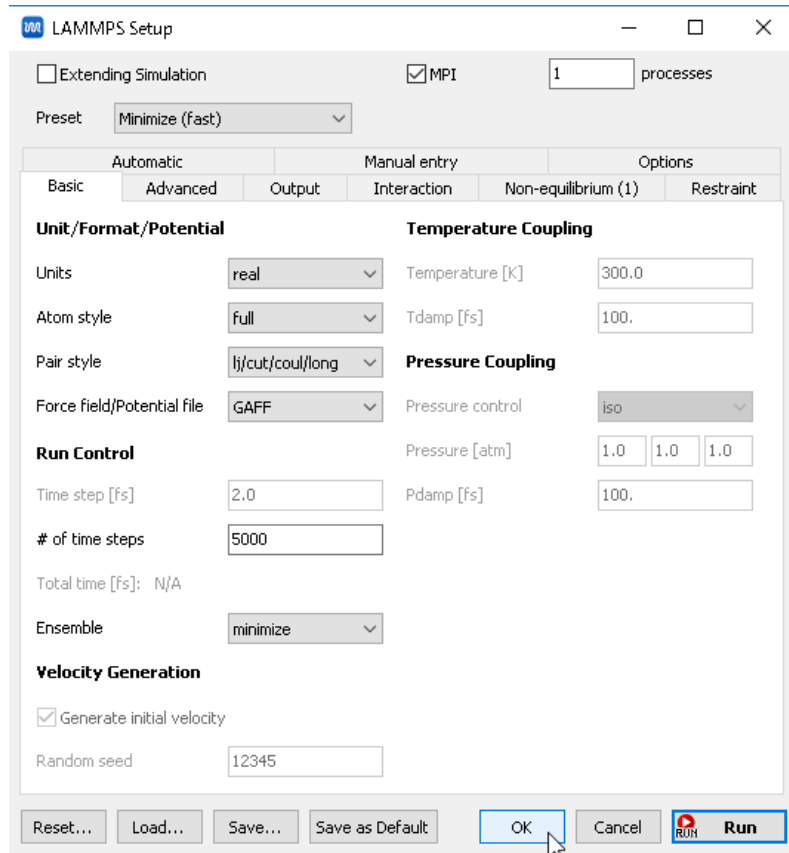 LAMMPS Setup
Extending Simulation
MPI
1
processes
Preset
Minimize (fast)
Automatic
Manual entry
Options
Basic
Advanced
Output
Interaction
Non-equilibrium (1)
Restraint
Unit/Format/Potential
Units
real
Atom style
full
Pair style
lj/cut/coul/long
Force field/Potential file
GAFF
Run Control
Time step [fs]
2.0
# of time steps
5000
Total time [fs]: N/A
Ensemble
minimize
Velocity Generation
Generate initial velocity
Random seed
12345
Temperature Coupling
Temperature [K]
300.0
Tdamp [fs]
100.
Pressure Coupling
Pressure control
iso
Pressure [atm]
1.0
1.0
1.0
Pdamp [fs]
100.
Reset...
Load...
Save...
Save as Default
OK
Cancel
RUN
Run